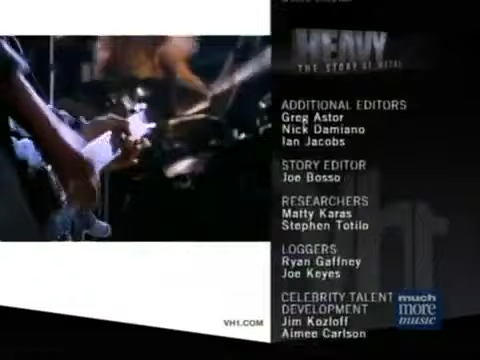 HEAVY
THE STORY OF METAL
ADDITIONAL EDITORS
Greg Astor
Nick Damiano
Ian Jacobs
STORY EDITOR
Joe Bosso
RESEARCHERS
Matty Karas
Stephen Totilo
LOGGERS
Ryan Gaffney
Joe Keyes
CELEBRITY TALENT
DEVELOPMENT
Jim Kozloff
Aimee Carlson
much
more
music
VH1.COM